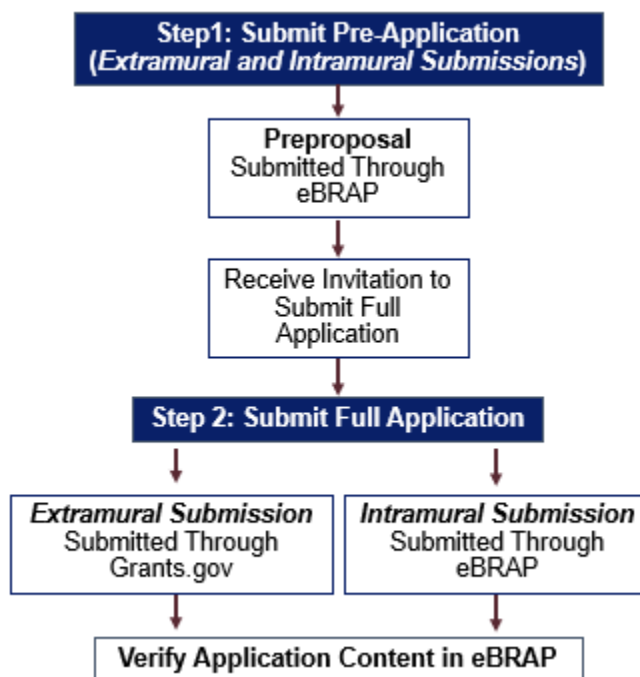 Step1: Submit Pre-Application
(Extramural and Intramural Submissions)
Preproposal
Submitted Through
eBRAP
Receive Invitation to
Submit Full
Application
Step 2: Submit Full Application
Extramural Submission
Submitted Through
Grants.gov
Intramural Submission
Submitted Through
eBRAP
Verify Application Content in eBRAP